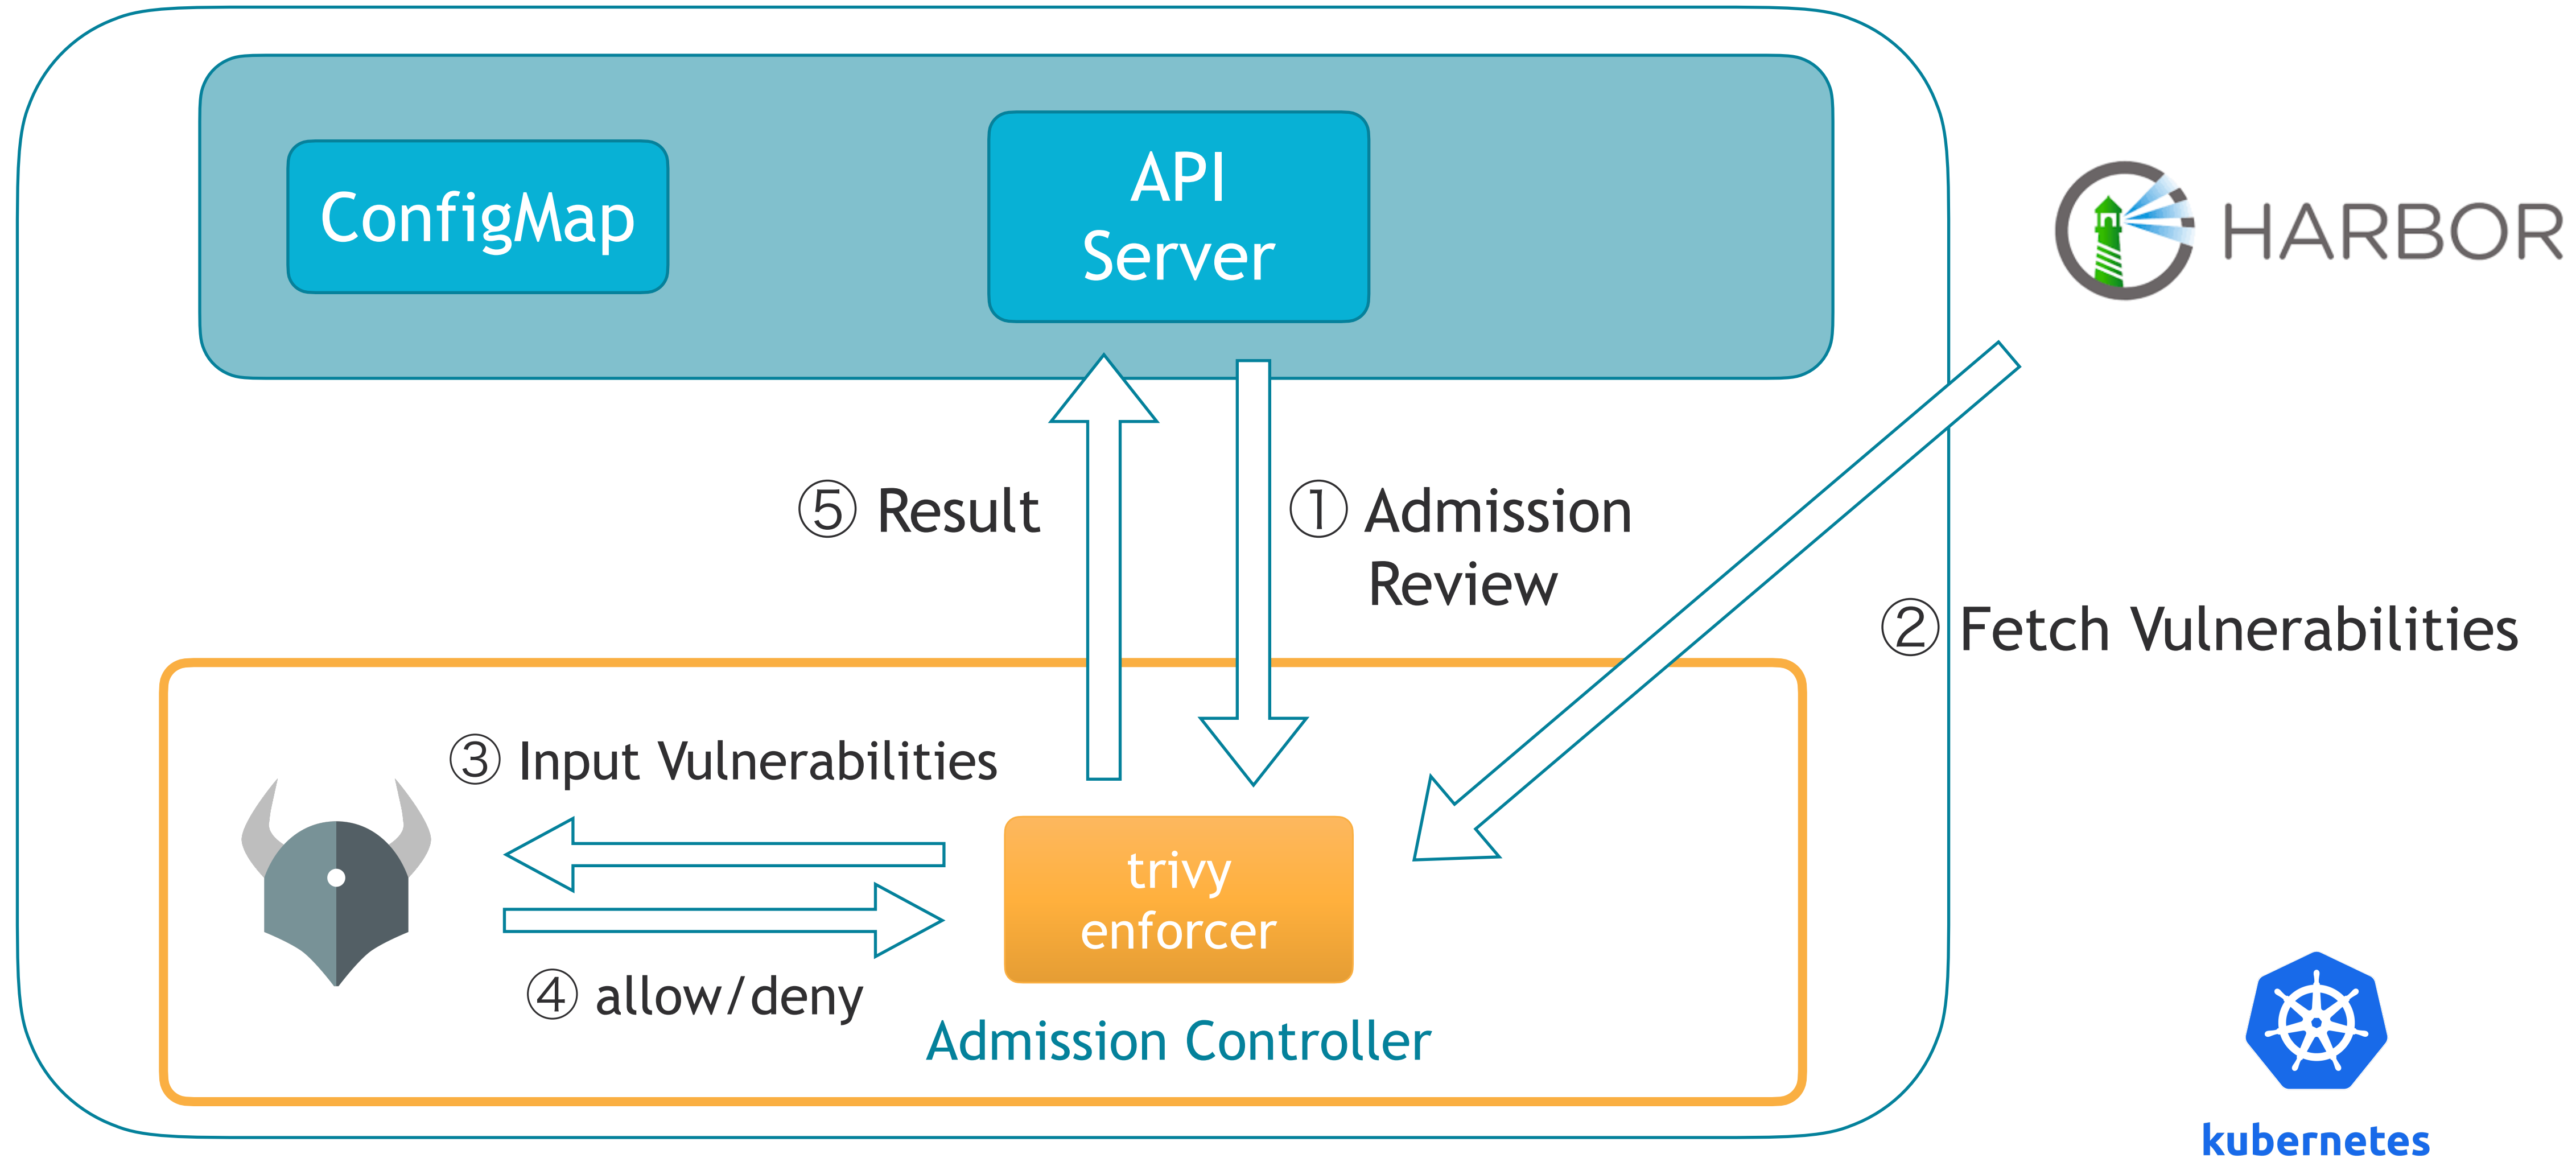 ConfigMap
API
Server
HARBOR
⑤ Result
① Admission
Review
② Fetch Vulnerabilities
③ Input Vulnerabilities
trivy
enforcer
④ allow/deny
Admission Controller
kubernetes